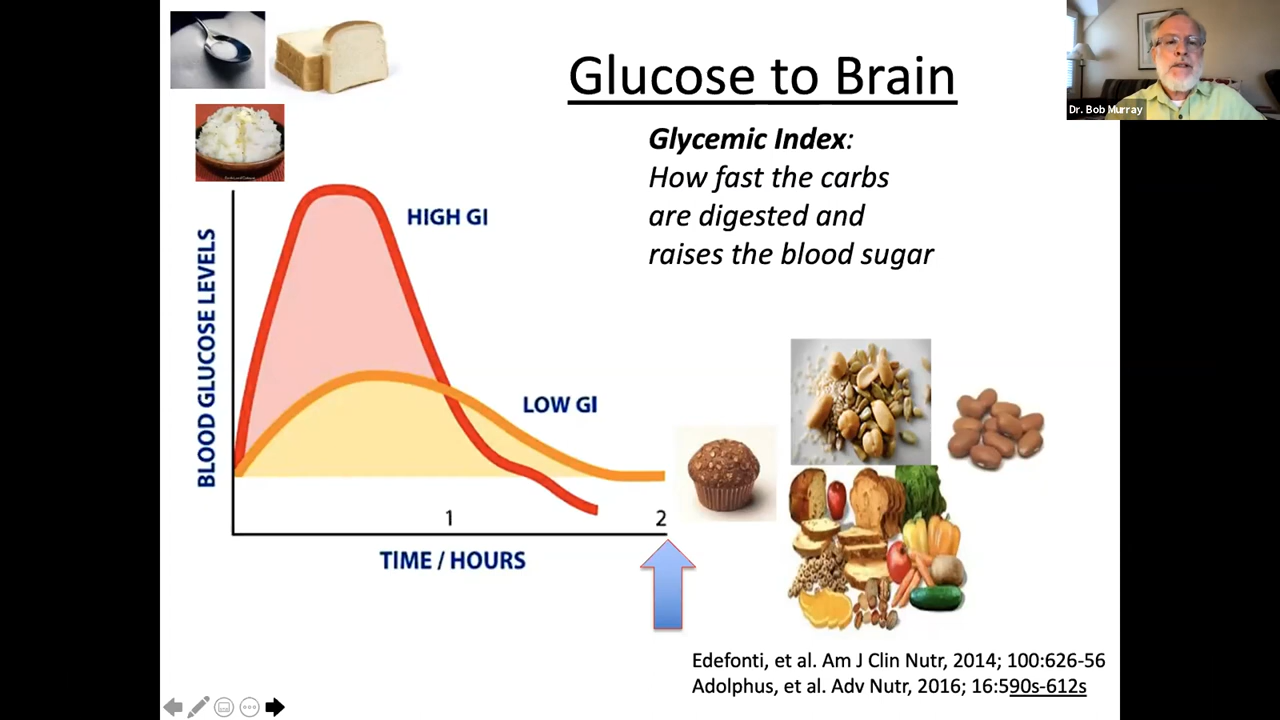 Glucose to Brain
Dr. Bob Murray
Glycemic Index:
How fast the carbs
are digested and
raises the blood sugar
HIGH GI
LOW GI
BLOOD GLUCOSE LEVELS
1
2
TIME / HOURS
Edefonti, et al. Am J Clin Nutr, 2014; 100:626-56
Adolphus, et al. Adv Nutr, 2016; 16:590s-612s